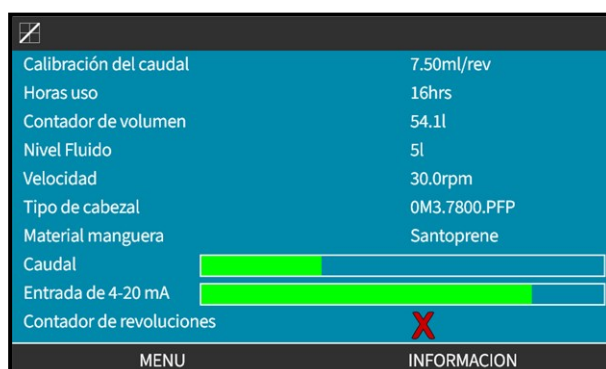 Calibración del caudal 7.50ml/rev
Horas uso 16hrs
Contador de volumen 54.1l
Nivel Fluido 5l
Velocidad 30.0rpm
Tipo de cabezal 0M3.7800.PFP
Material manguera Santoprene
Caudal
Entrada de 4-20 mA
Contador de revoluciones X
MENU INFORMACION